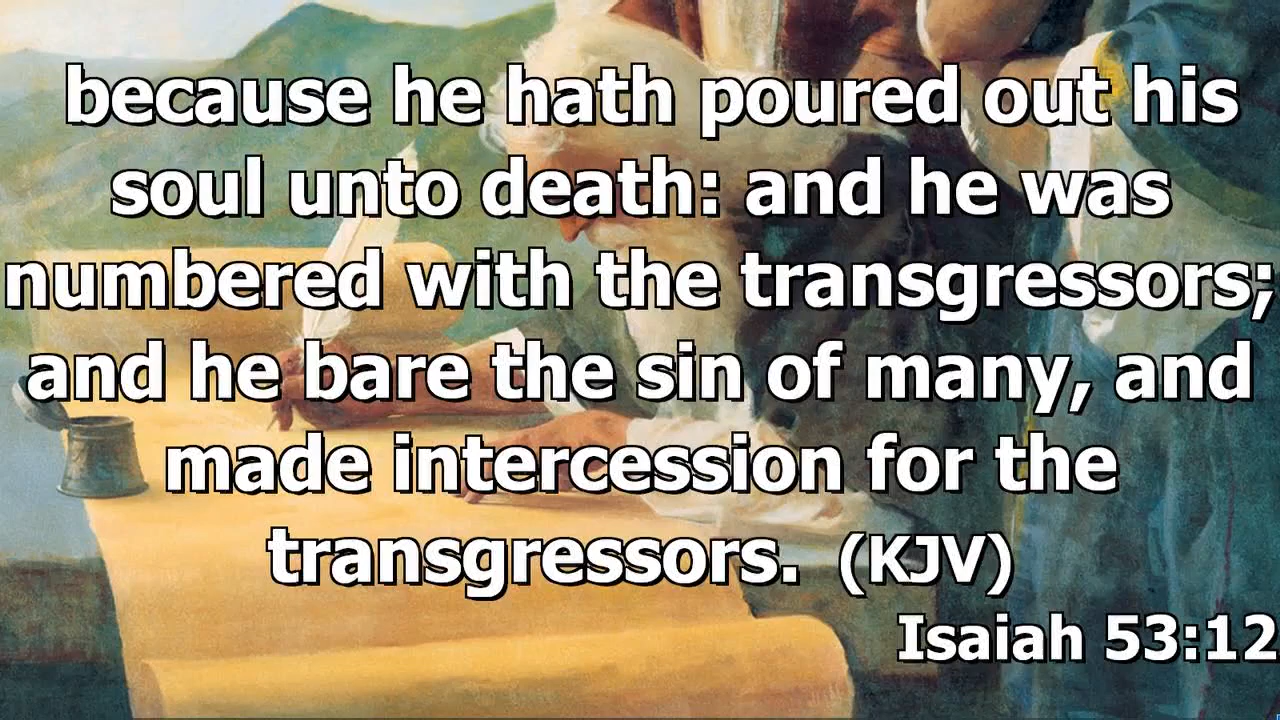 because he hath poured out his
soul unto death: and he was
numbered with the transgressors;
and he bare the sin of many, and
made intercession for the
transgressors. (KJV)
Isaiah 53:12